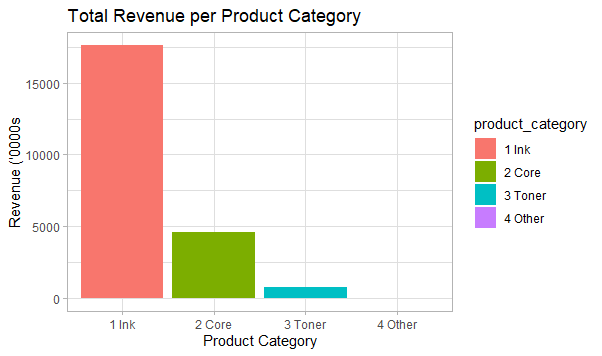 Total Revenue per Product Category
Revenue ('0000s
15000
10000
5000
0
1 Ink
2 Core
3 Toner
4 Other
Product Category
product_category
1 Ink
2 Core
3 Toner
4 Other